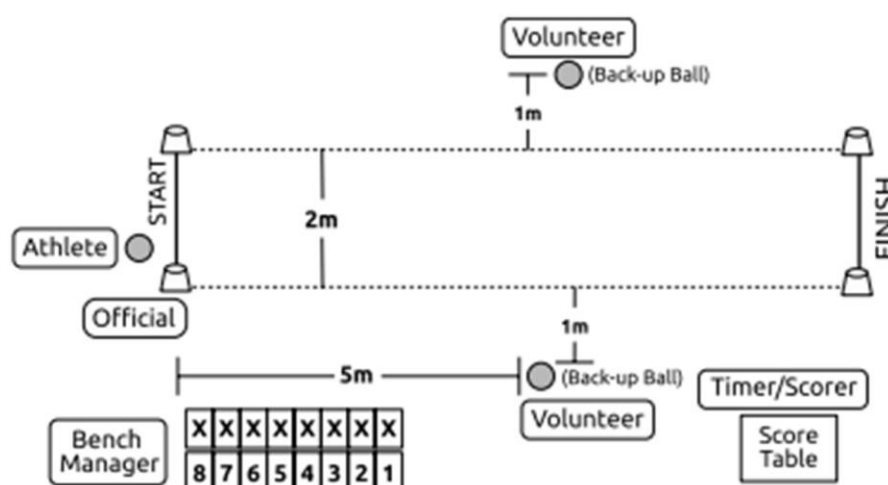 Volunteer
(Back-up Ball)
1m
START
2m
FINISH
Athlete
Official
1m
5m
(Back-up Ball)
Volunteer
Timer/Scorer
Bench
Manager
X X X X X X X X
8 7 6 5 4 3 2 1
Score
Table